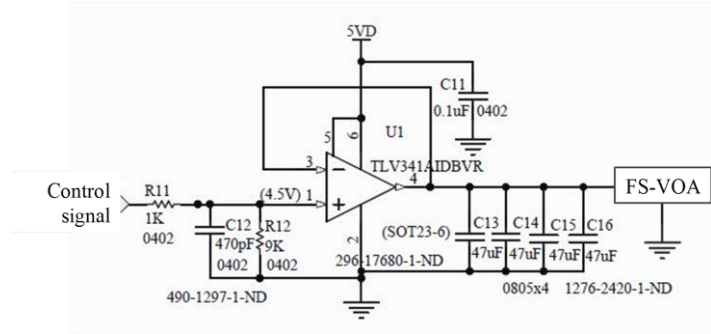 5VD
C11
0.1uF 0402
5
6
U1
3
TLV341AIDBVR
4
Control
signal
R11
1K
0402
(4.5V) 1
C12
470pF
0402
R12
9K
0402
2
(SOT23-6)
296-17680-1-ND
490-1297-1-ND
C13
47uF
C14
47uF
C15
47uF
C16
47uF
0805x4
1276-2420-1-ND
FS-VOA